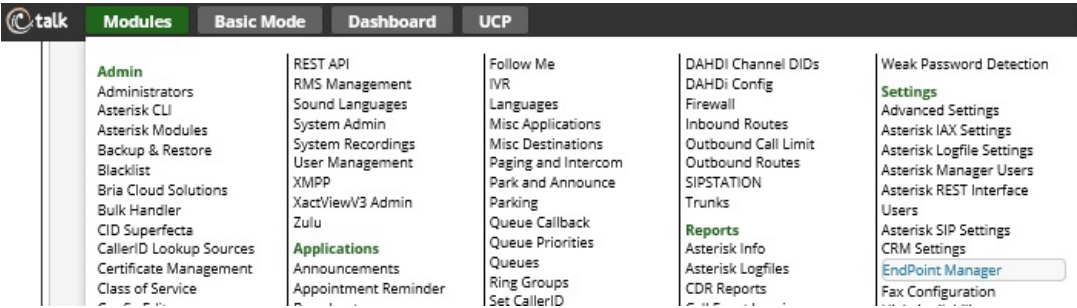 talk
Modules
Basic Mode
Dashboard
UCP
Admin
Administrators
Asterisk CLI
Asterisk Modules
Backup & Restore
Blacklist
Bria Cloud Solutions
Bulk Handler
CID Superfecta
CallerID Lookup Sources
Certificate Management
Class of Service
REST API
RMS Management
Sound Languages
System Admin
System Recordings
User Management
XMPP
XactViewV3 Admin
Zulu
Applications
Announcements
Appointment Reminder
Follow Me
IVR
Languages
Misc Applications
Misc Destinations
Paging and Intercom
Park and Announce
Parking
Queue Callback
Queue Priorities
Queues
Ring Groups
Set CallerID
DAHDI Channel DIDs
DAHDi Config
Firewall
Inbound Routes
Outbound Call Limit
Outbound Routes
SIPSTATION
Trunks
Reports
Asterisk Info
Asterisk Logfiles
CDR Reports
Weak Password Detection
Settings
Advanced Settings
Asterisk IAX Settings
Asterisk Logfile Settings
Asterisk Manager Users
Asterisk REST Interface
Users
Asterisk SIP Settings
CRM Settings
EndPoint Manager
Fax Configuration